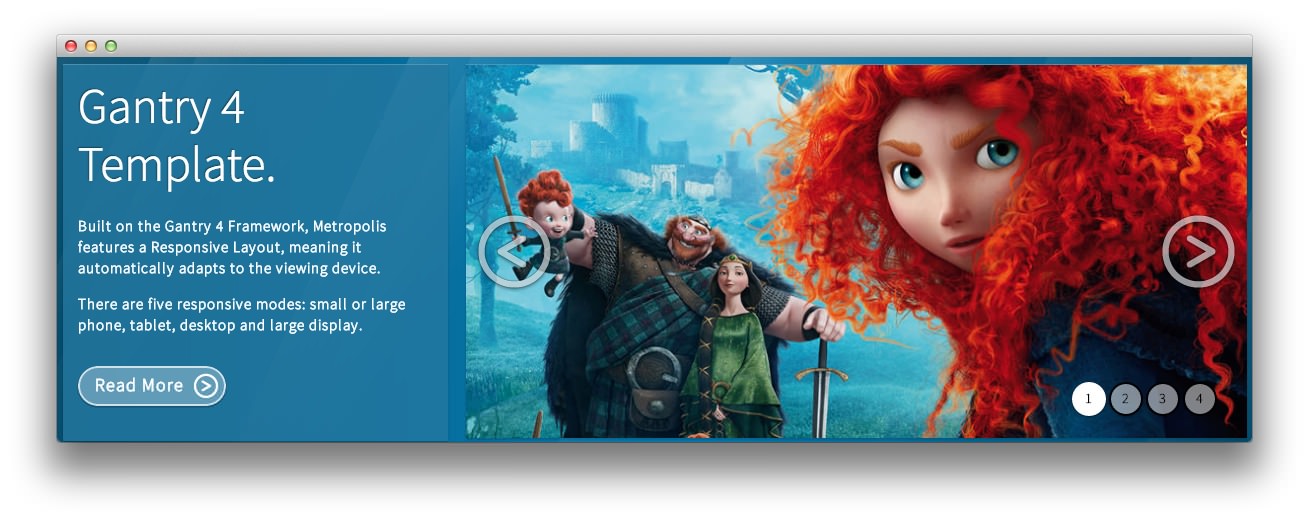 Gantry 4
Template.
Built on the Gantry 4 Framework, Metropolis
features a Responsive Layout, meaning it
automatically adapts to the viewing device.
There are five responsive modes: small or large
phone, tablet, desktop and large display.
Read More
1 2 3 4